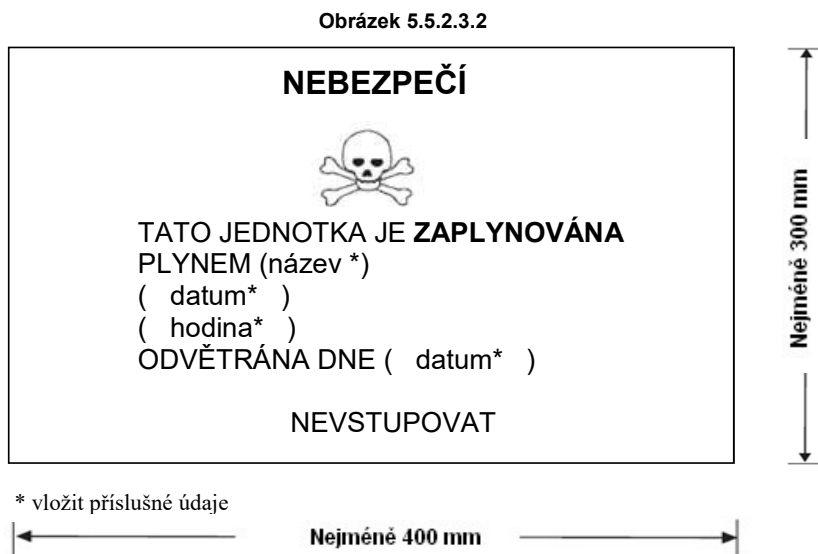 Obrázek 5.5.2.3.2
NEBEZPEČÍ
TATO JEDNOTKA JE ZAPLYNOVÁNA
PLYNEM (název *)
( datum* )
( hodina* )
ODVĚTRÁNA DNE ( datum* )
NEVSTUPOVAT
Nejméně 300 mm
* vložit příslušné údaje
Nejméně 400 mm